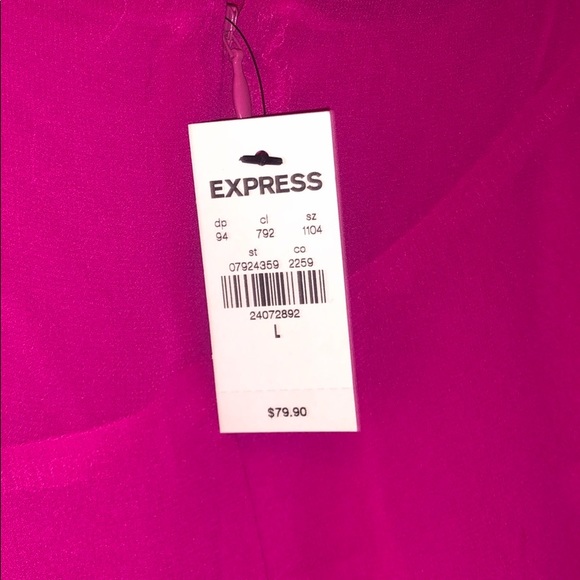 EXPRESS
dp cl sz
94 792 1104
st co
07924359 2259
24072892
L
$79.90